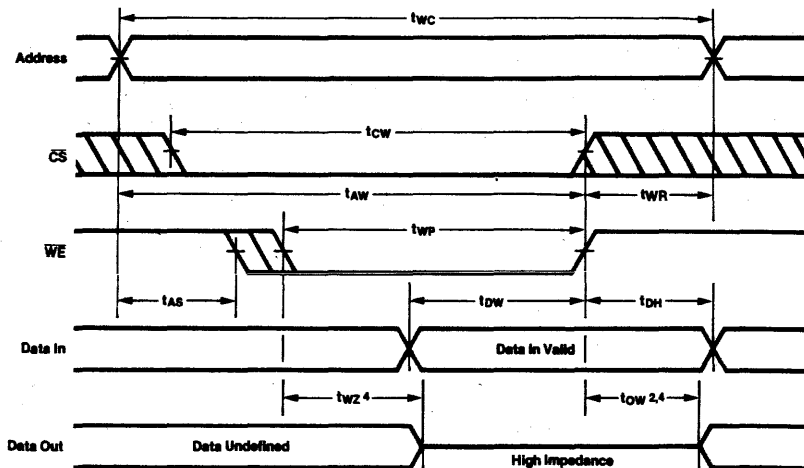 tWC
Address
tCW
CS
tAW
tWR
tWP
WE
tAS
tDW
tDH
Data In
Data In Valid
tWZ 4
tOW 2,4
Data Out
Data Undefined
High Impedance